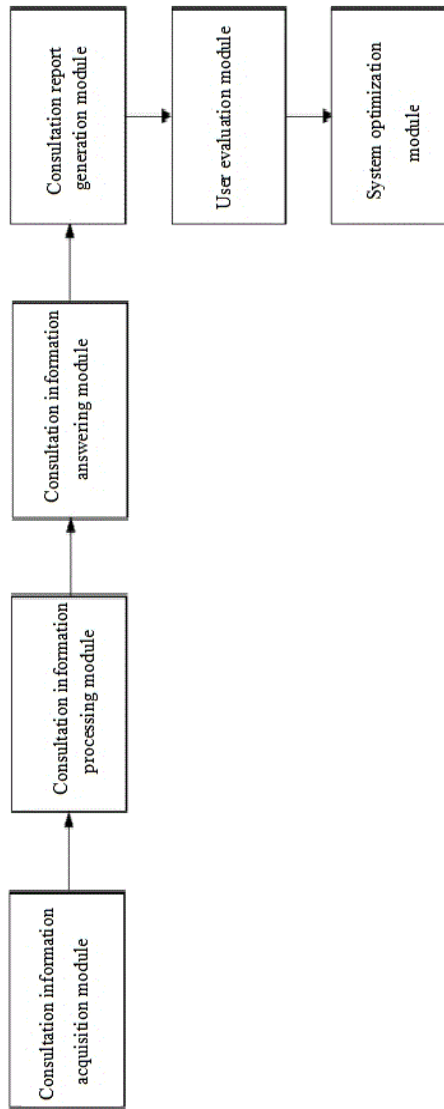 Consultation information
acquisition module
Consultation information
processing module
Consultation information
answering module
Consultation report
generation module
User evaluation module
System optimization
module